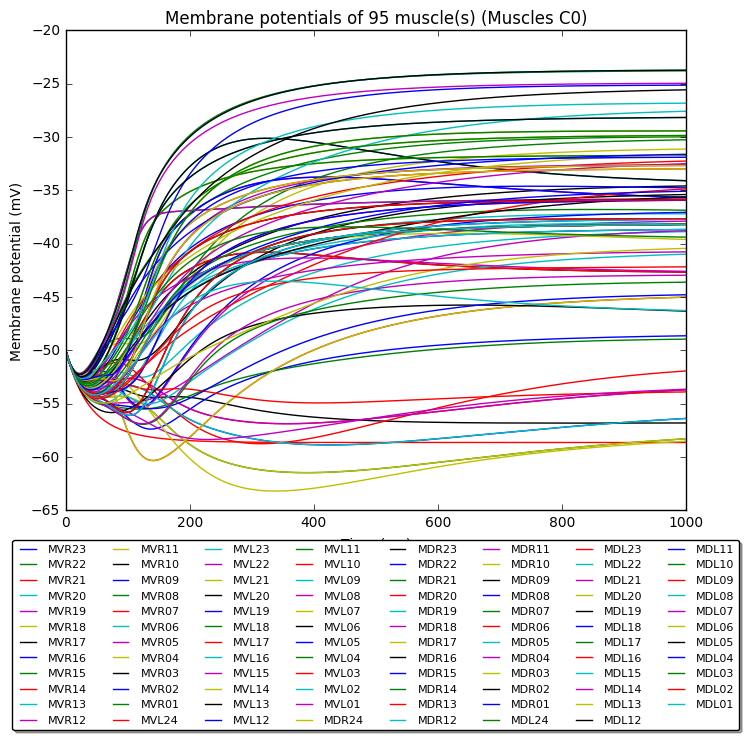 Membrane potentials of 95 muscle(s) (Muscles C0)
Membrane potential (mV)
−20
−25
−30
−35
−40
−45
−50
−55
−60
−65
0 200 400 600 800 1000
MVR23 MVR11 MVL23 MVL11 MDR23 MDR11 MDL23 MDL11
MVR22 MVR10 MVL22 MVL10 MDR22 MDR10 MDL22 MDL10
MVR21 MVR09 MVL21 MVL09 MDR21 MDR09 MDL21 MDL09
MVR20 MVR08 MVL20 MVL08 MDR20 MDR08 MDL20 MDL08
MVR19 MVR07 MVL19 MVL07 MDR19 MDR07 MDL19 MDL07
MVR18 MVR06 MVL18 MVL06 MDR18 MDR06 MDL18 MDL06
MVR17 MVR05 MVL17 MVL05 MDR17 MDR05 MDL17 MDL05
MVR16 MVR04 MVL16 MVL04 MDR16 MDR04 MDL16 MDL04
MVR15 MVR03 MVL15 MVL03 MDR15 MDR03 MDL15 MDL03
MVR14 MVR02 MVL14 MVL02 MDR14 MDR02 MDL14 MDL02
MVR13 MVR01 MVL13 MVL01 MDR13 MDR01 MDL13 MDL01
MVR12 MVL24 MVL12 MDR24 MDR12 MDL24 MDL12